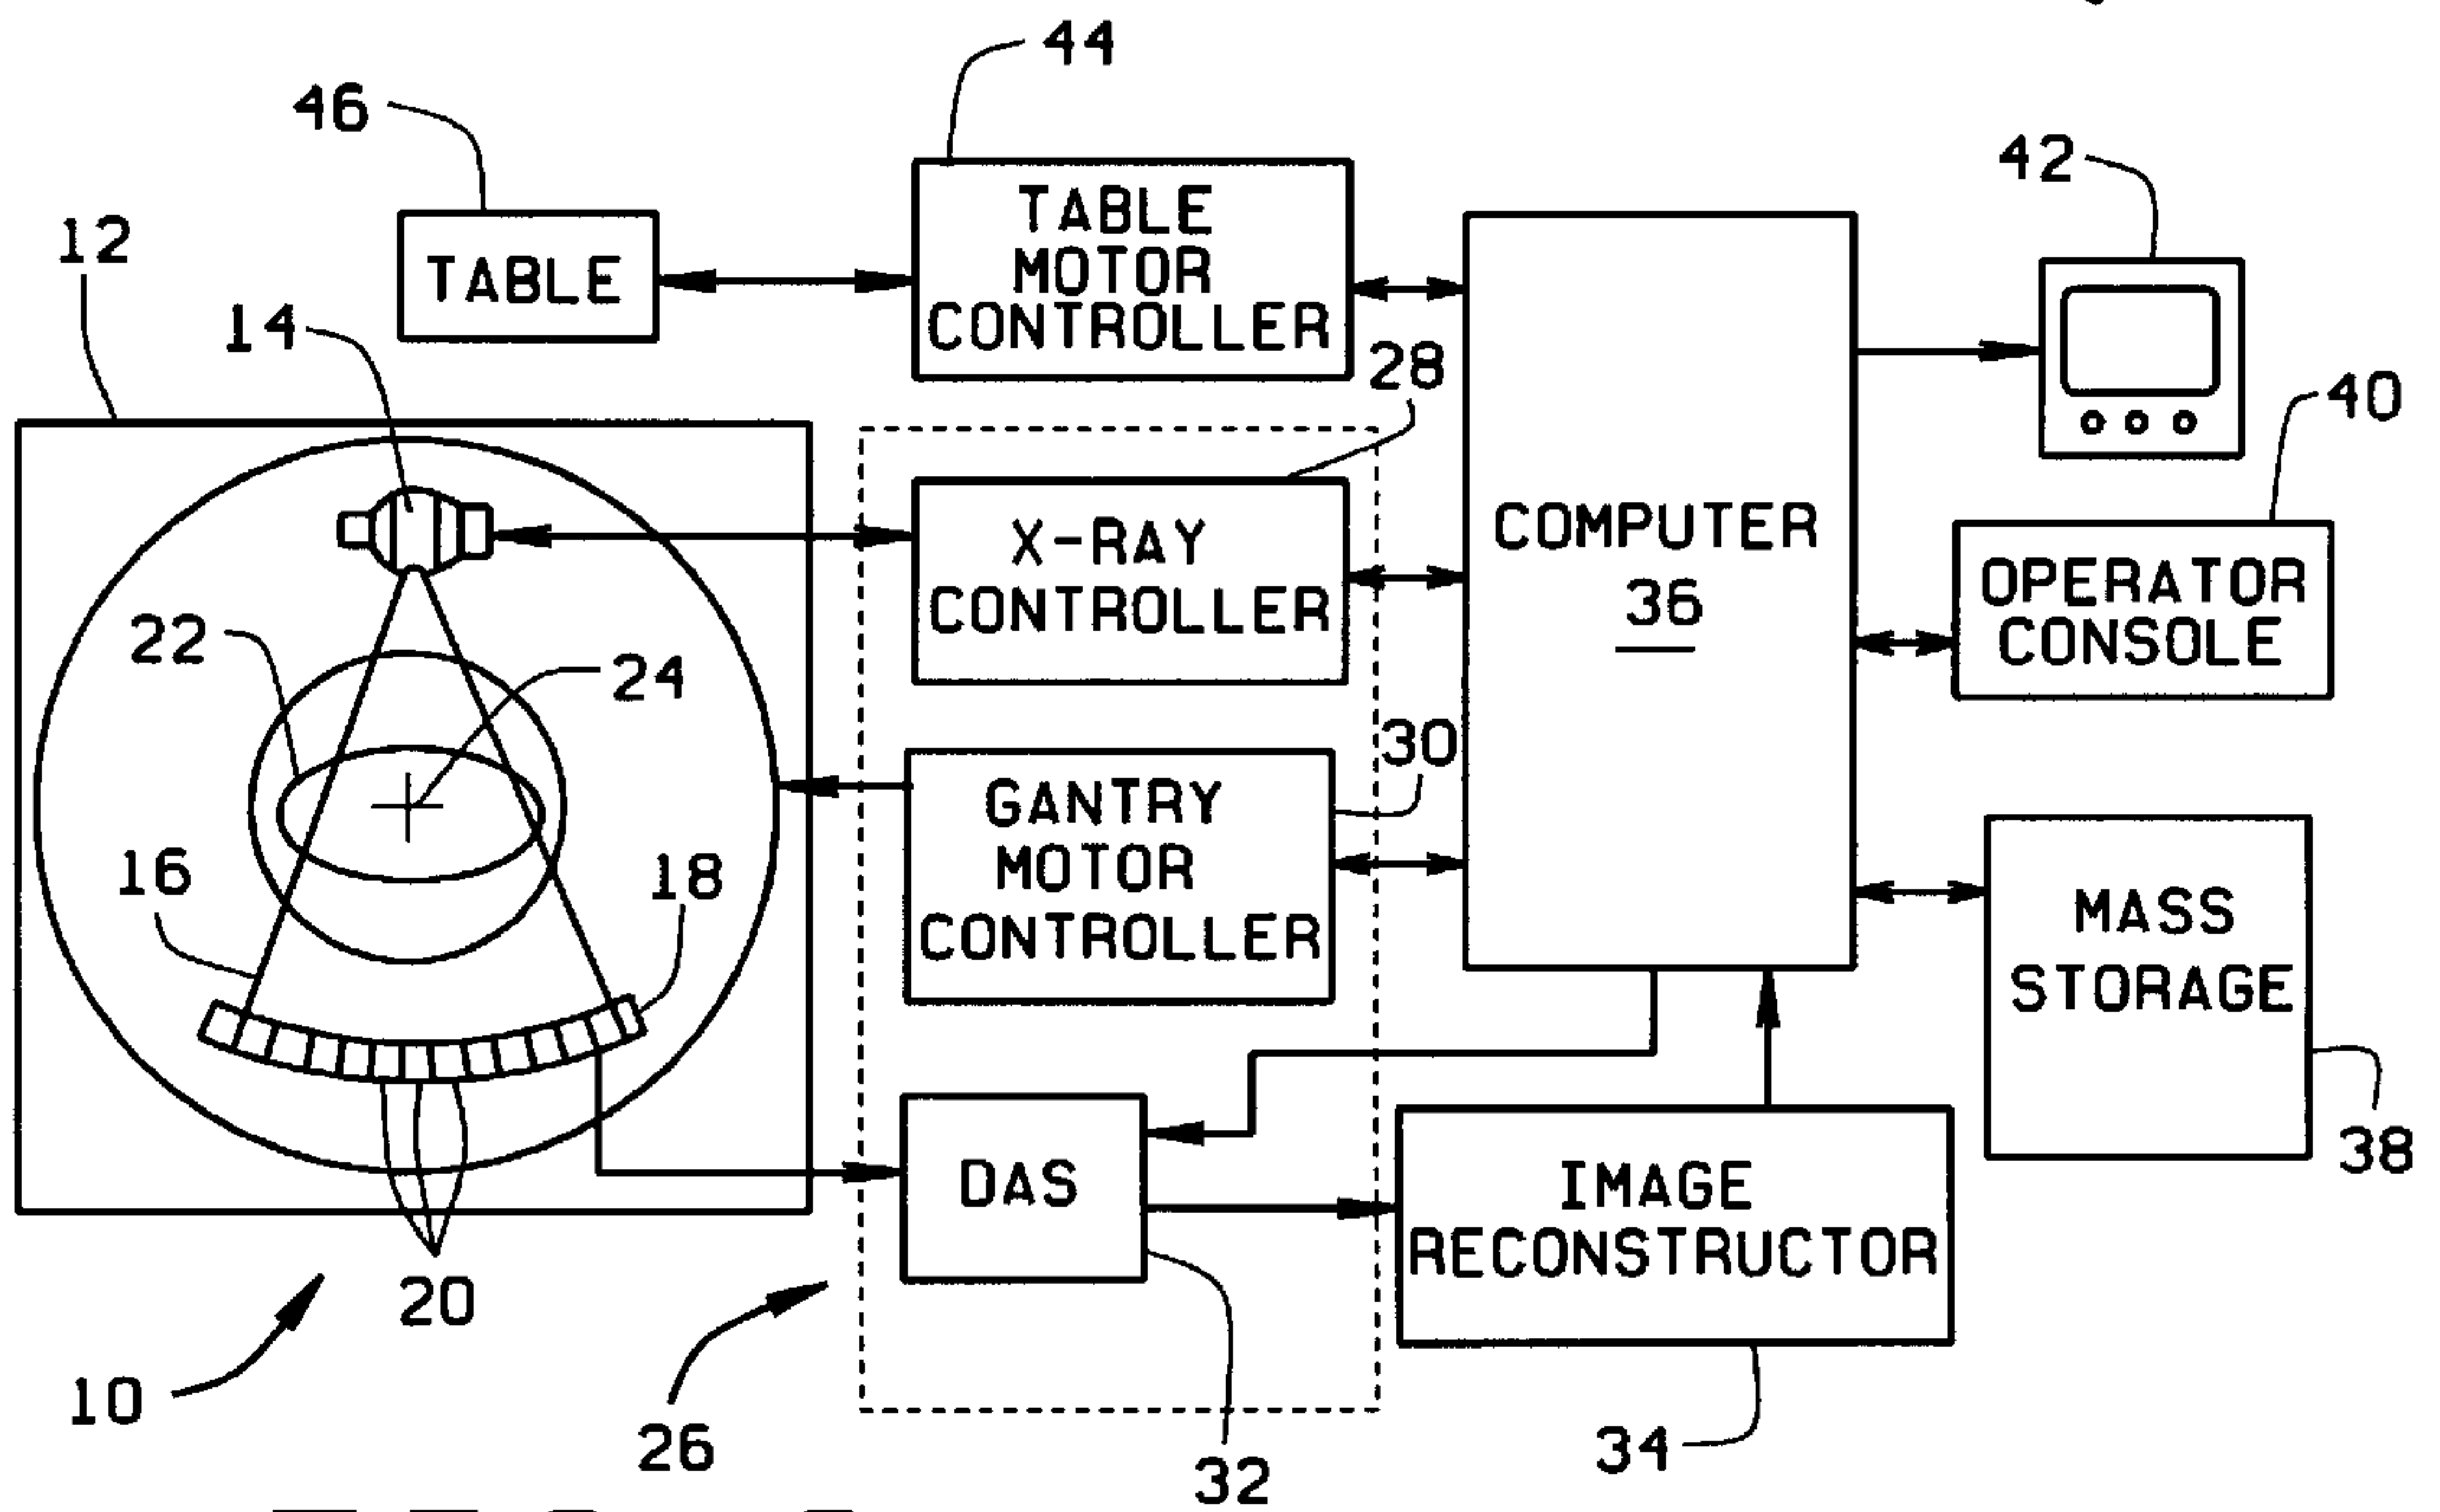 44
46
42
12
TABLE
MOTOR
CONTROLLER
TABLE
14
28
40
COMPUTER
36
X-RAY
CONTROLLER
OPERATOR
CONSOLE
22
24
30
GANTRY
MOTOR
CONTROLLER
16
18
MASS
STORAGE
38
DAS
IMAGE
RECONSTRUCTOR
20
10
26
32
34